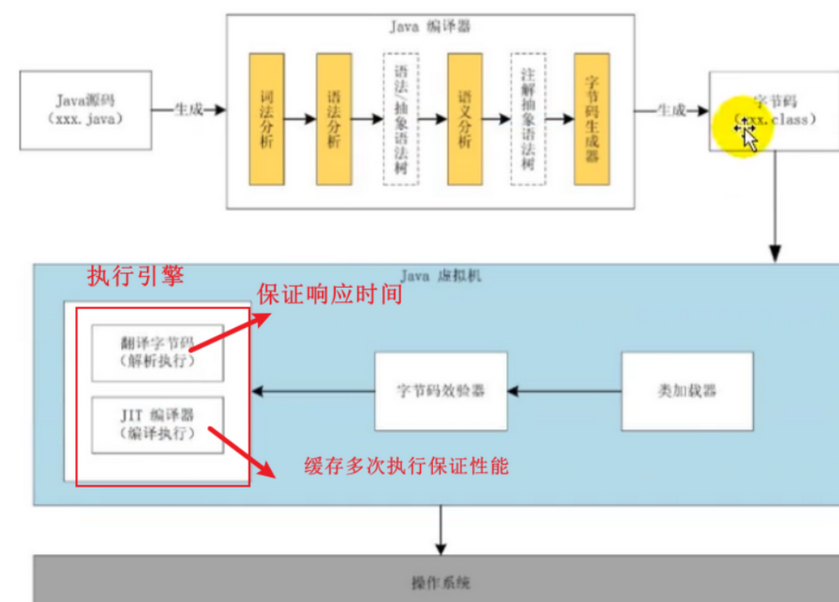 Java 编译器
Java源码
(xxx.java)
生成
词法分析
语法分析
语法/抽象语法树
语义分析
注解抽象语法树
字节码生成器
生成
字节码
(xxx.class)
Java 虚拟机
执行引擎
保证响应时间
翻译字节码
(解析执行)
JIT 编译器
(编译执行)
缓存多次执行保证性能
字节码效验器
类加载器
操作系统